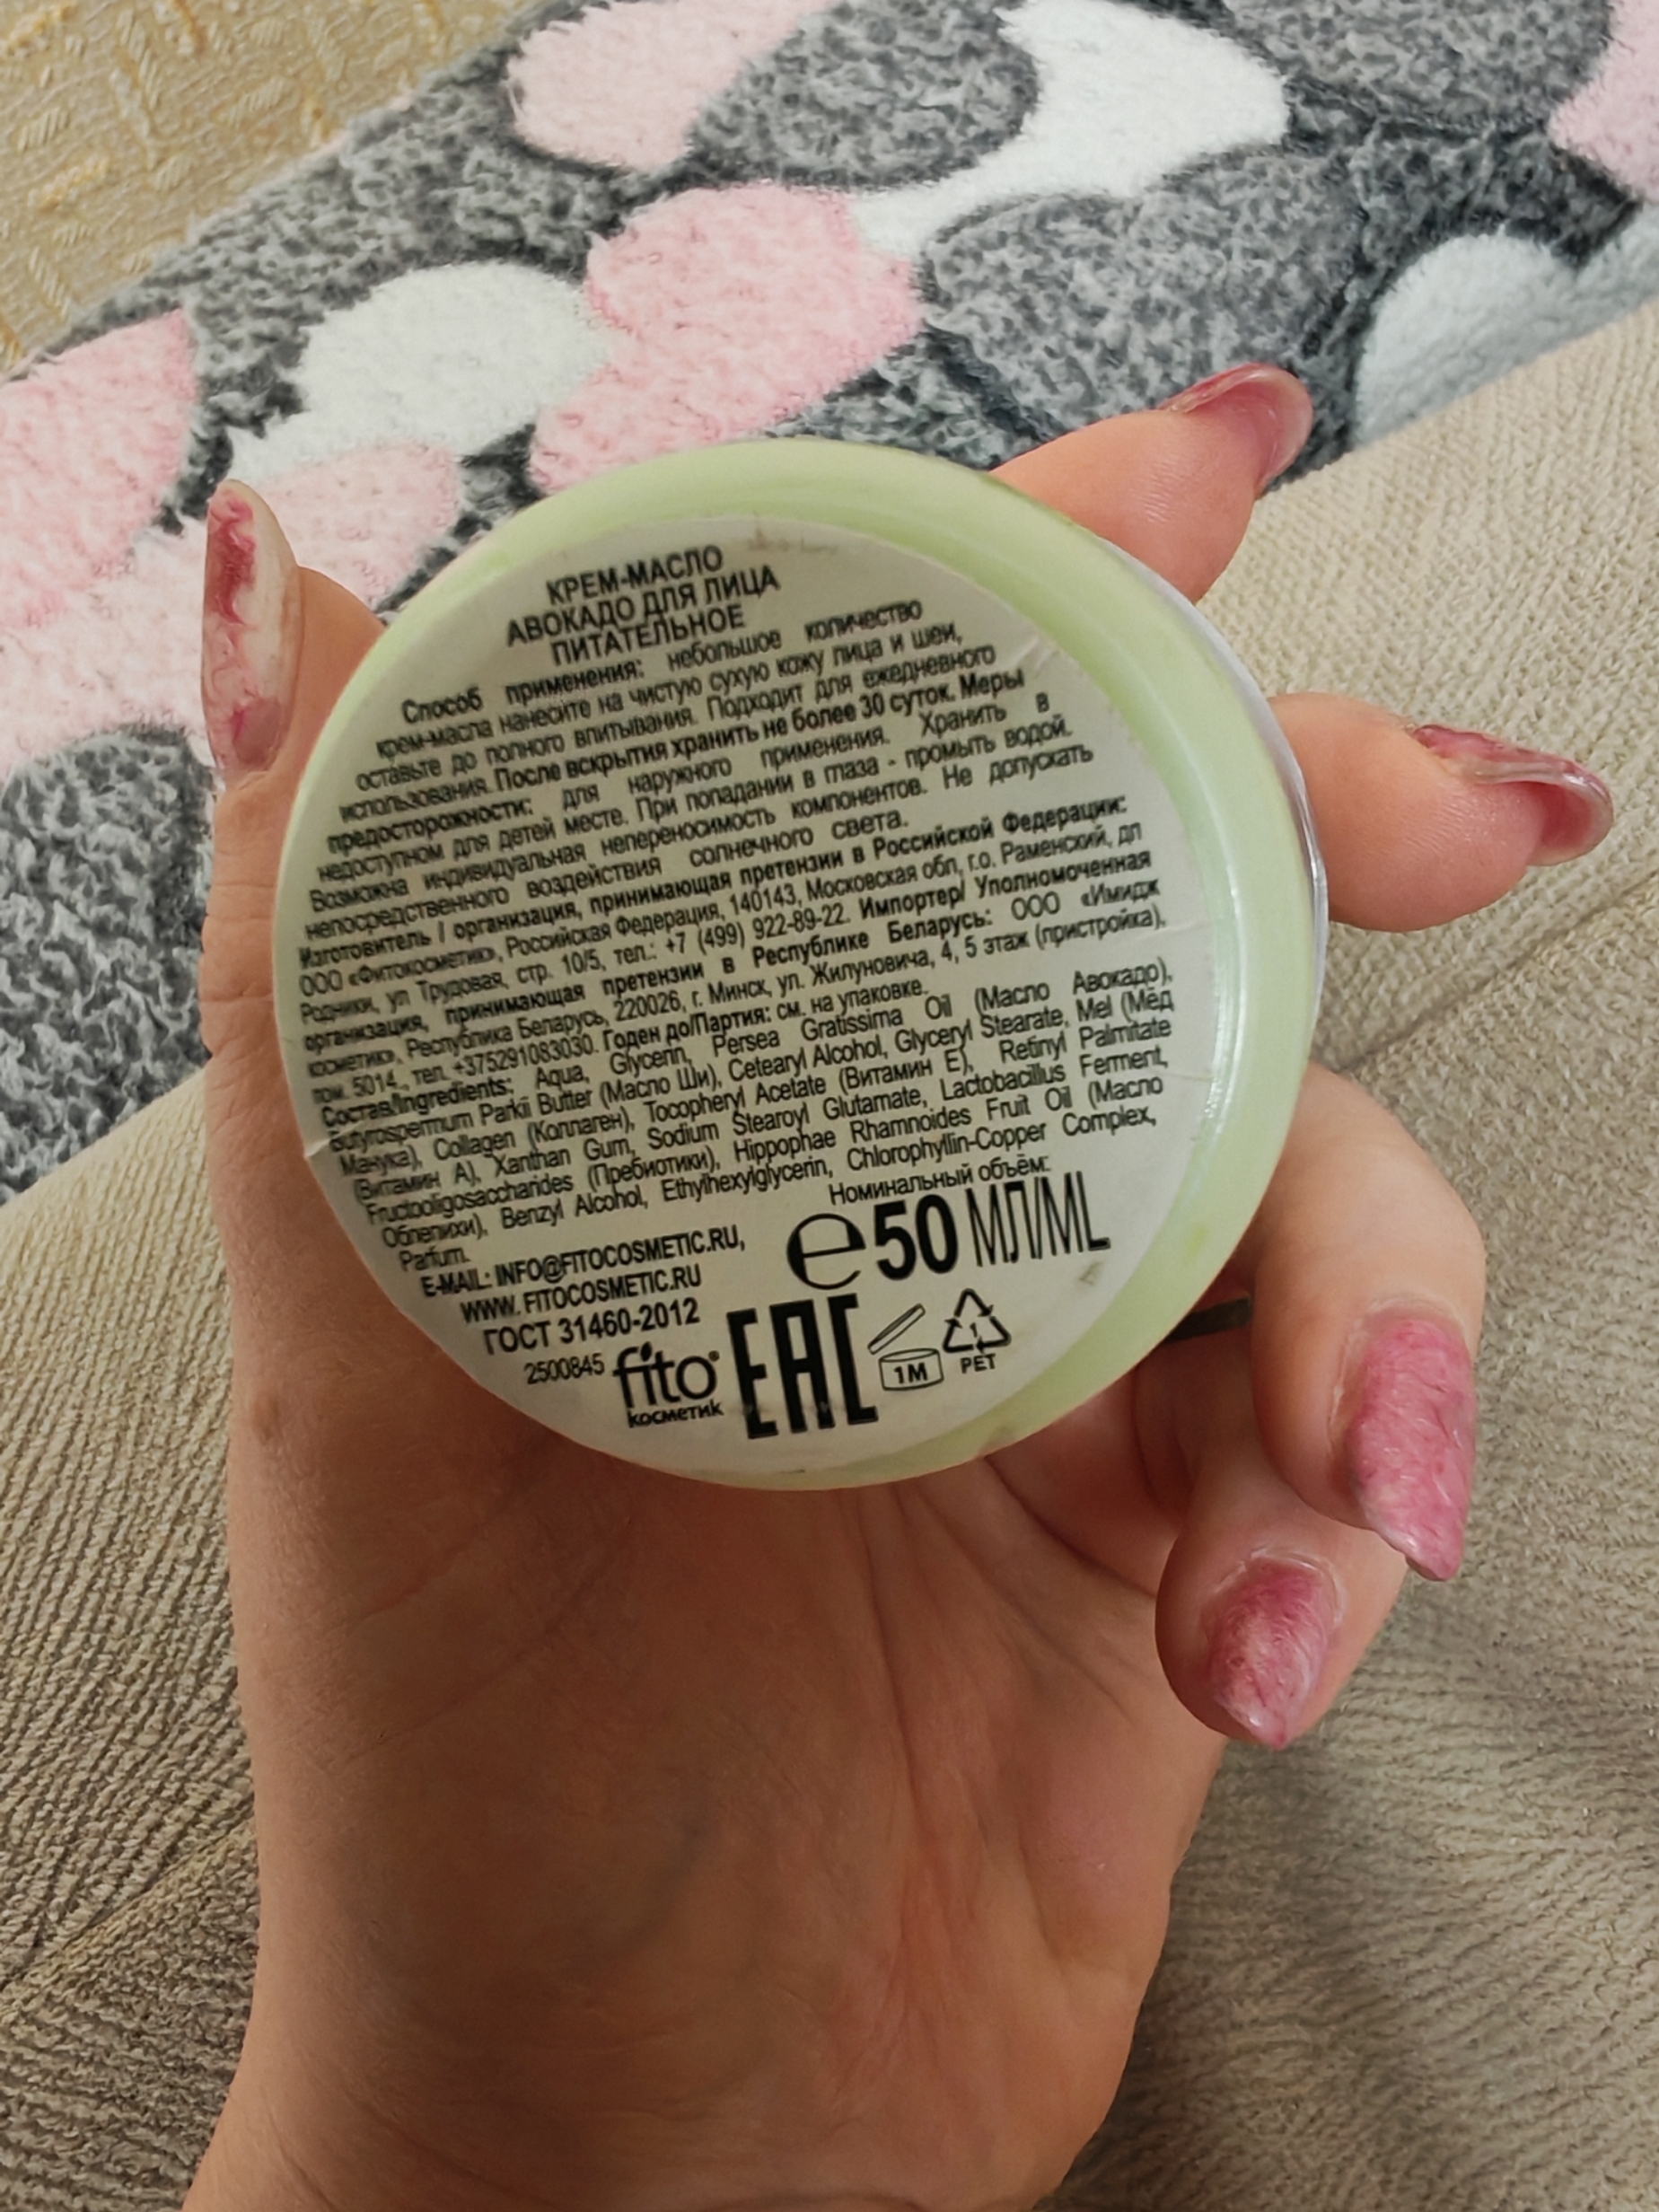 КРЕМ-МАСЛО
АВОКАДО ДЛЯ ЛИЦА
ПИТАТЕЛЬНОЕ
Способ применения: небольшое количество
крем-масла нанесите на чистую сухую кожу лица и шеи,
оставьте до полного впитывания. Подходит для ежедневного
использования. После вскрытия хранить не более 30 суток. Меры
предосторожности: для наружного применения. Хранить в
недоступном для детей месте. При попадании в глаза - промыть водой.
Возможна индивидуальная непереносимость компонентов. Не допускать
непосредственного воздействия солнечного света.
Изготовитель / организация, принимающая претензии в Российской Федерации:
ООО «Фитокосметик», Российская Федерация, 140143, Московская обл, г.о. Раменский, дп
Родники, ул Трудовая, стр. 10/5, тел.: +7 (499) 922-89-22. Импортер/ Уполномоченная
организация, принимающая претензии в Республике Беларусь: ООО «Имидж
косметик», Республика Беларусь, 220026, г. Минск, ул. Жилуновича, 4, 5 этаж (пристройка),
пом. 5014., тел. +375291083030. Годен до/Партия: см. на упаковке.
Состав/Ingredients: Aqua, Glycerin, Persea Gratissima Oil (Масло Авокадо),
Butyrospermum Parkii Butter (Масло Ши), Cetearyl Alcohol, Glyceryl Stearate, Mel (Мёд
Манука), Collagen (Коллаген), Tocopheryl Acetate (Витамин Е), Retinyl Palmitate
(Витамин А), Xanthan Gum, Sodium Stearoyl Glutamate, Lactobacillus Ferment,
Fructooligosaccharides (Пребиотики), Hippophae Rhamnoides Fruit Oil (Масло
Облепихи), Benzyl Alcohol, Ethylhexylglycerin, Chlorophyllin-Copper Complex,
Parfum.
Номинальный объём:
℮ 50 МЛ/ML
E-MAIL: INFO@FITOCOSMETIC.RU,
WWW. FITOCOSMETIC.RU
ГОСТ 31460-2012
2500845
fito®
косметик
EAC
1M
1
PET